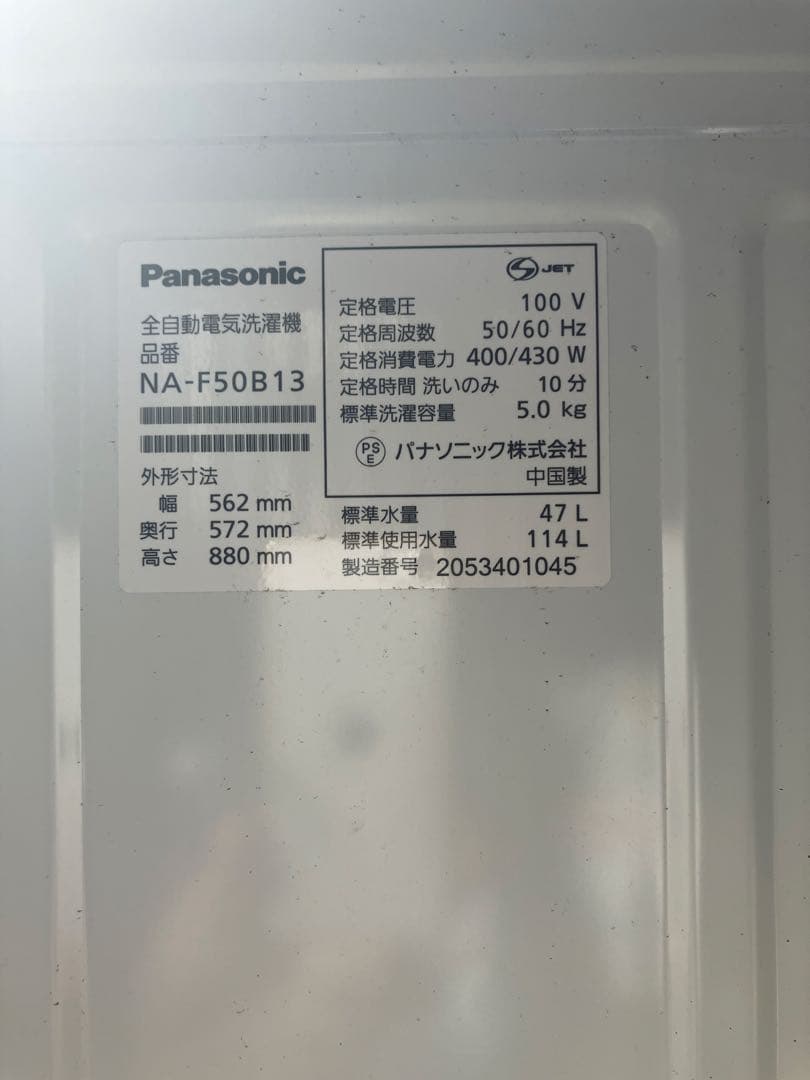 Panasonic
全自動電気洗濯機
品番
NA-F50B13
外形寸法
幅 562 mm
奥行 572 mm
高さ 880 mm
JET
定格電圧 100 V
定格周波数 50/60 Hz
定格消費電力 400/430 W
定格時間 洗いのみ 10 分
標準洗濯容量 5.0 kg
PS
E パナソニック株式会社
中国製
標準水量 47 L
標準使用水量 114 L
製造番号 2053401045